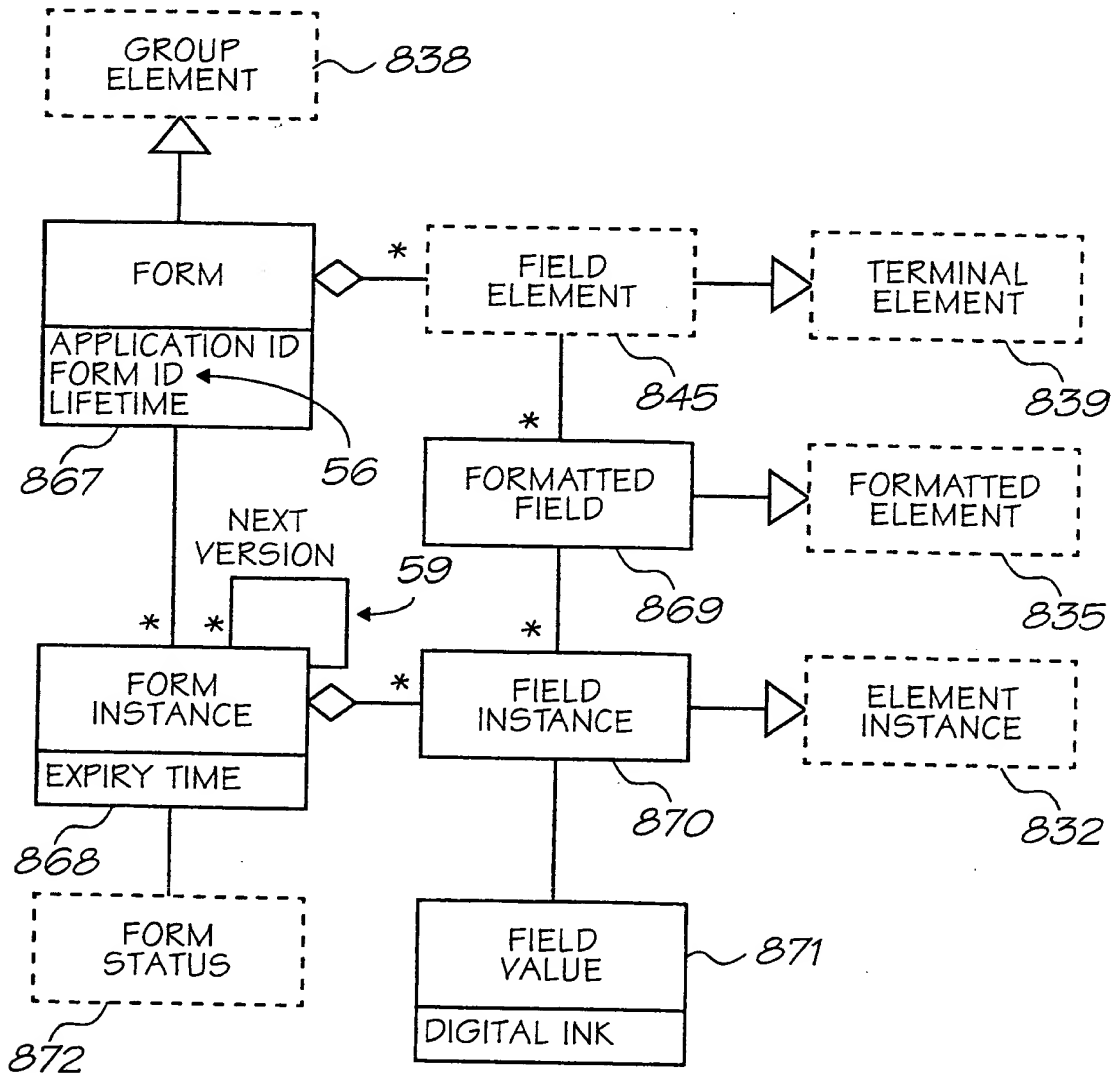 GROUP
ELEMENT
838
FORM
*
FIELD
ELEMENT
TERMINAL
ELEMENT
APPLICATION ID
FORM ID
LIFETIME
845
839
867
56
*
FORMATTED
FIELD
FORMATTED
ELEMENT
NEXT
VERSION
59
869
835
*
*
*
FORM
INSTANCE
*
FIELD
INSTANCE
ELEMENT
INSTANCE
EXPIRY TIME
870
832
868
FORM
STATUS
FIELD
VALUE
871
DIGITAL INK
872